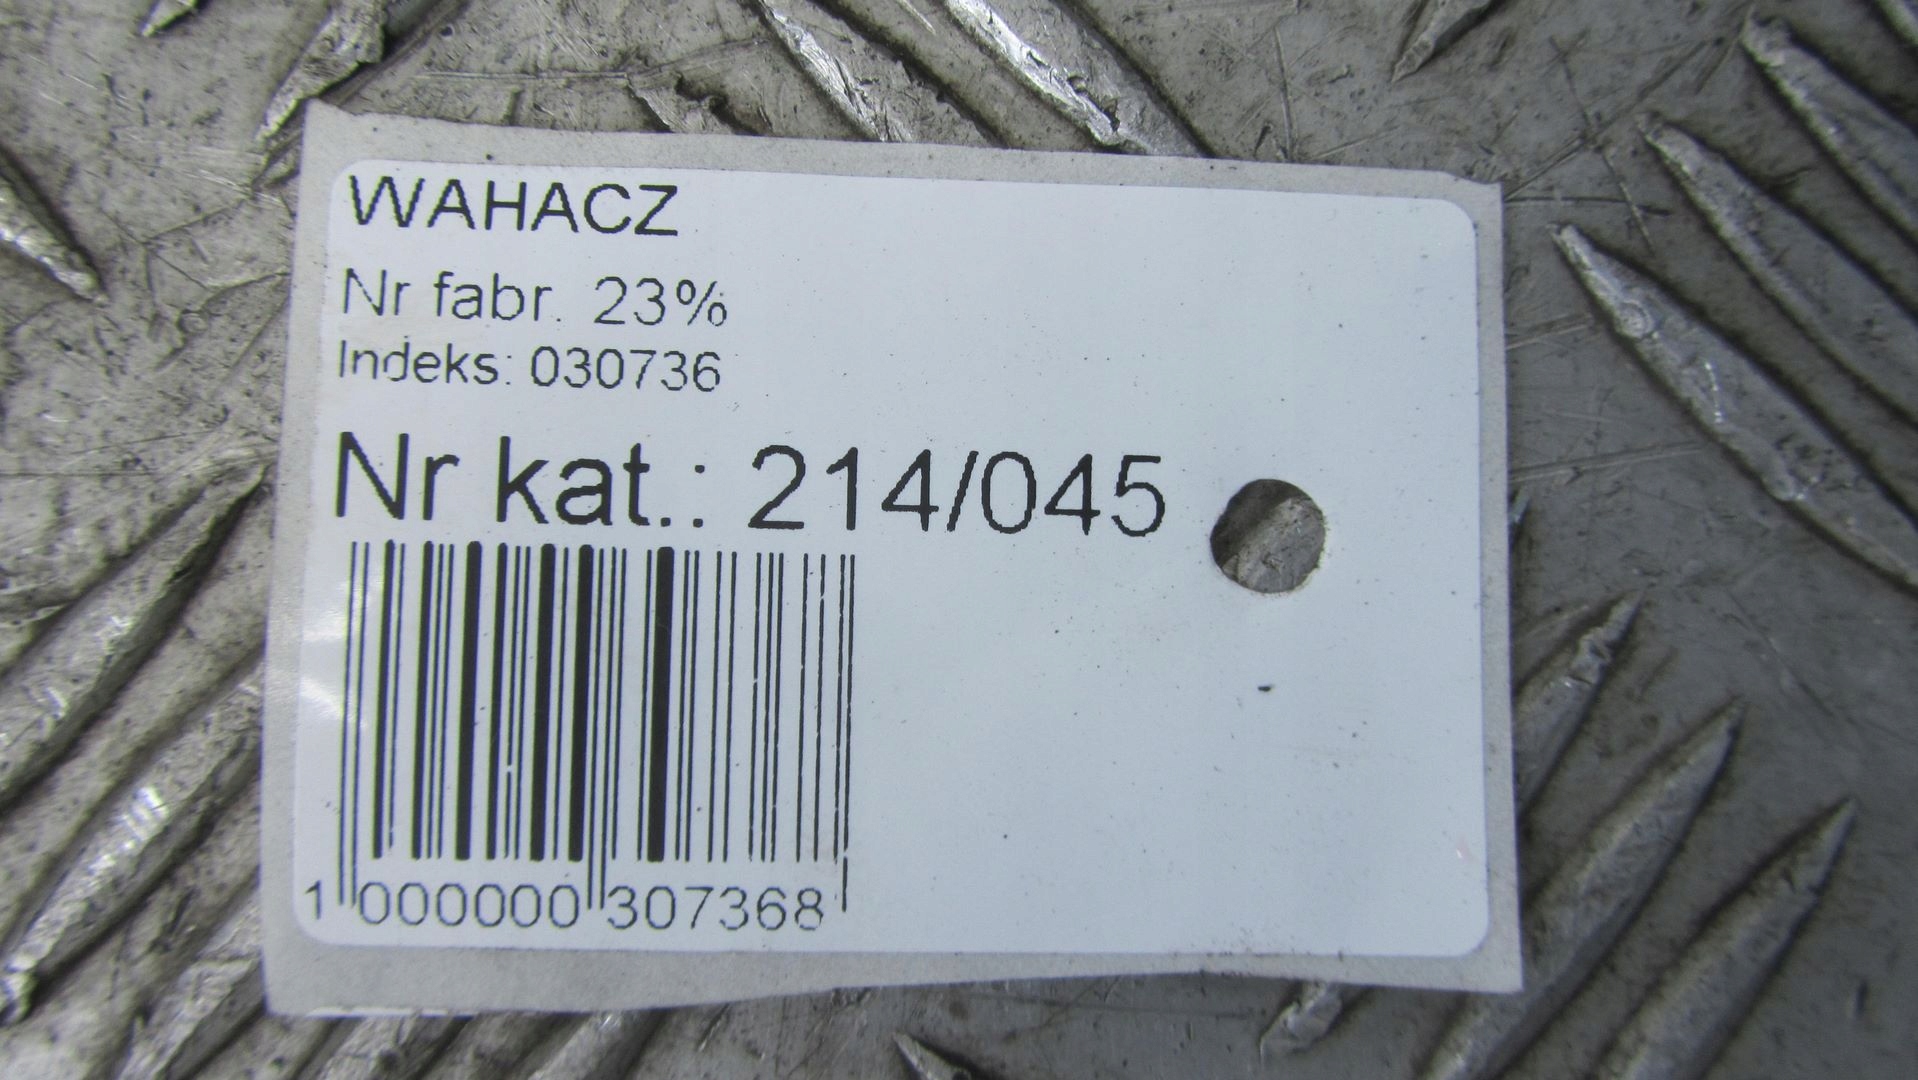 WAHACZ
Nr fabr. 23%
Indeks: 030736
Nr kat.: 214/045
1 000000 307368